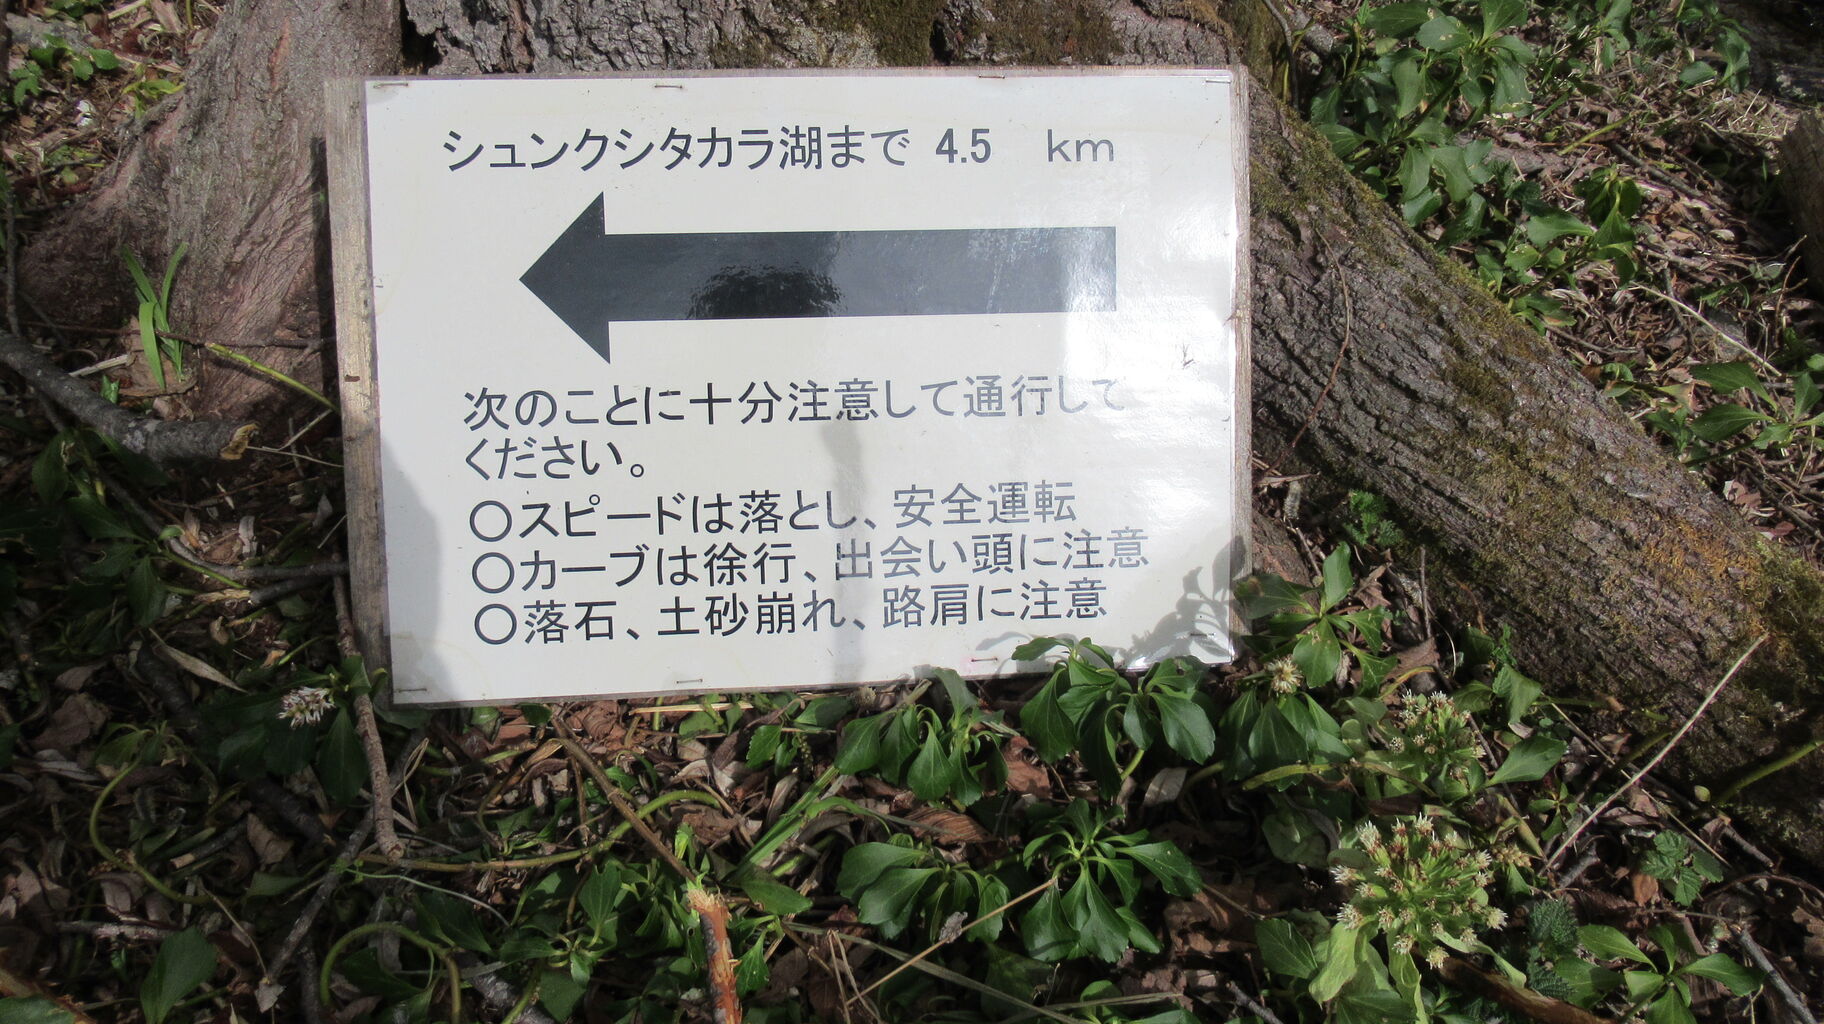 シュンクシタカラ湖まで 4.5 km
次のことに十分注意して通行して
ください。
〇スピードは落とし、安全運転
〇カーブは徐行、出会い頭に注意
〇落石、土砂崩れ、路肩に注意